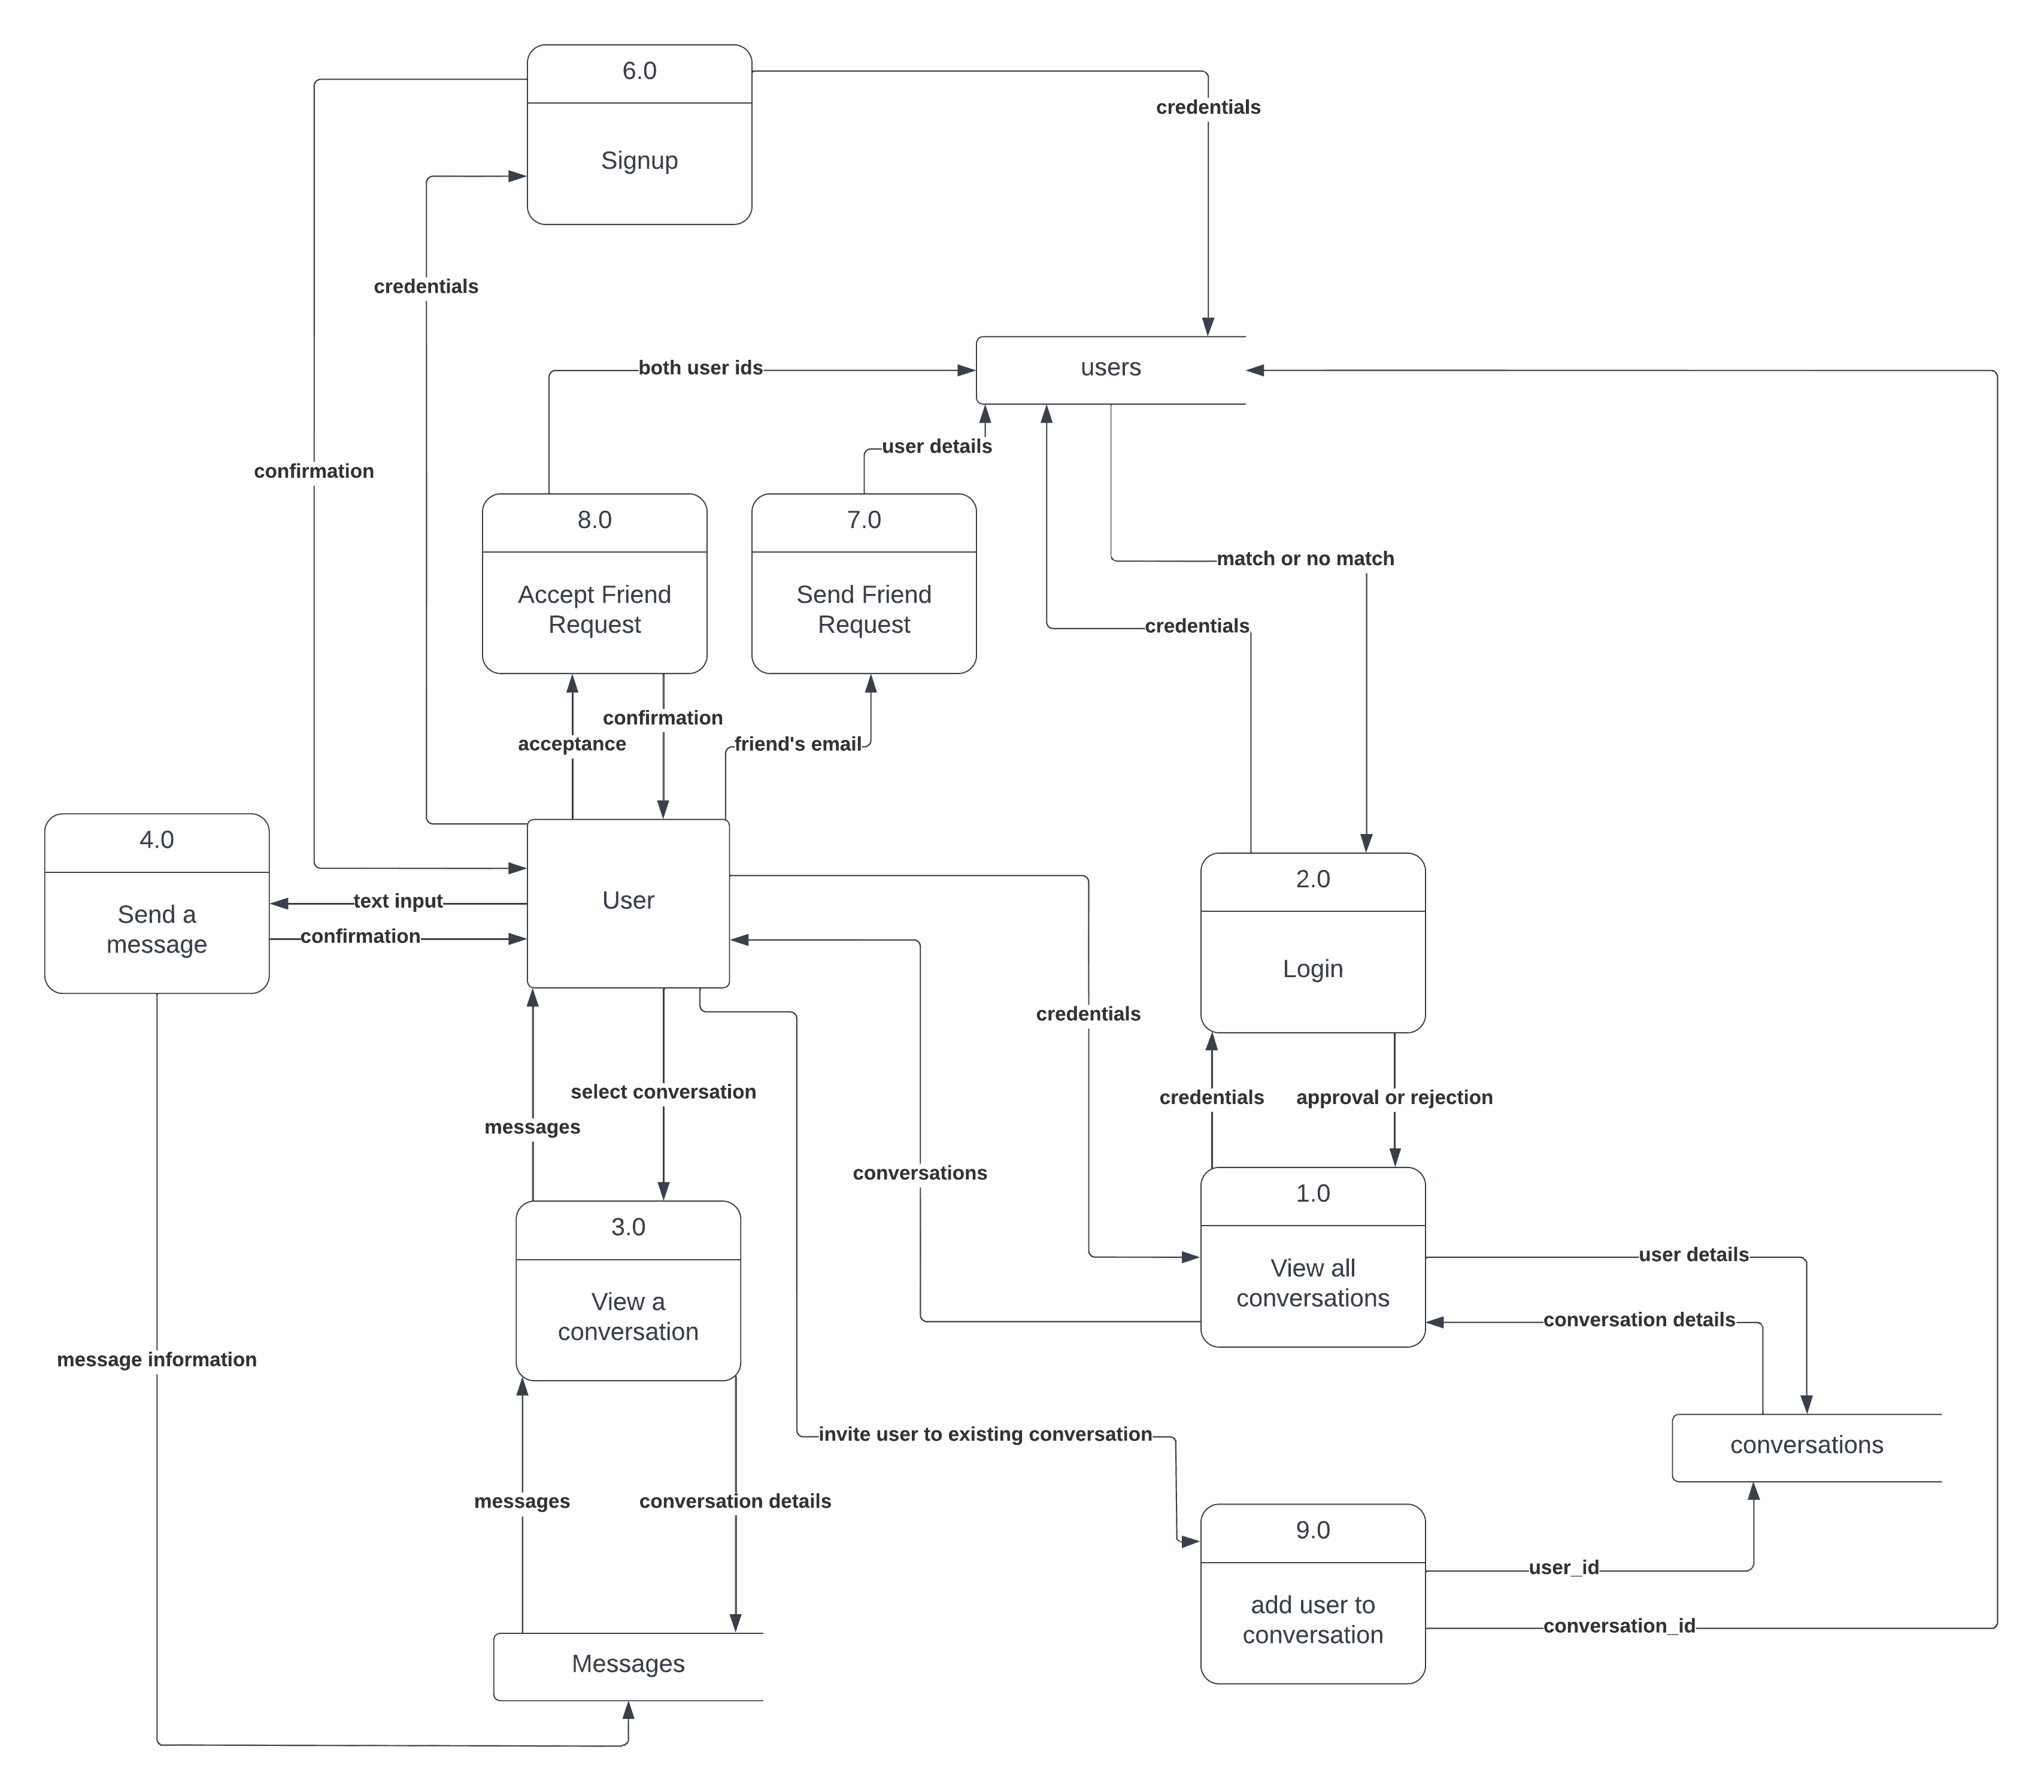 6.0
Signup
credentials
credentials
users
both user ids
user details
confirmation
8.0
Accept Friend
Request
7.0
Send Friend
Request
match or no match
credentials
confirmation
acceptance
friend's email
4.0
Send a
message
User
text input
confirmation
2.0
Login
credentials
credentials
approval or rejection
select conversation
messages
conversations
1.0
View all
conversations
3.0
View a
conversation
user details
conversation details
message information
invite user to existing conversation
conversations
messages
conversation details
9.0
add user to
conversation
user_id
conversation_id
Messages